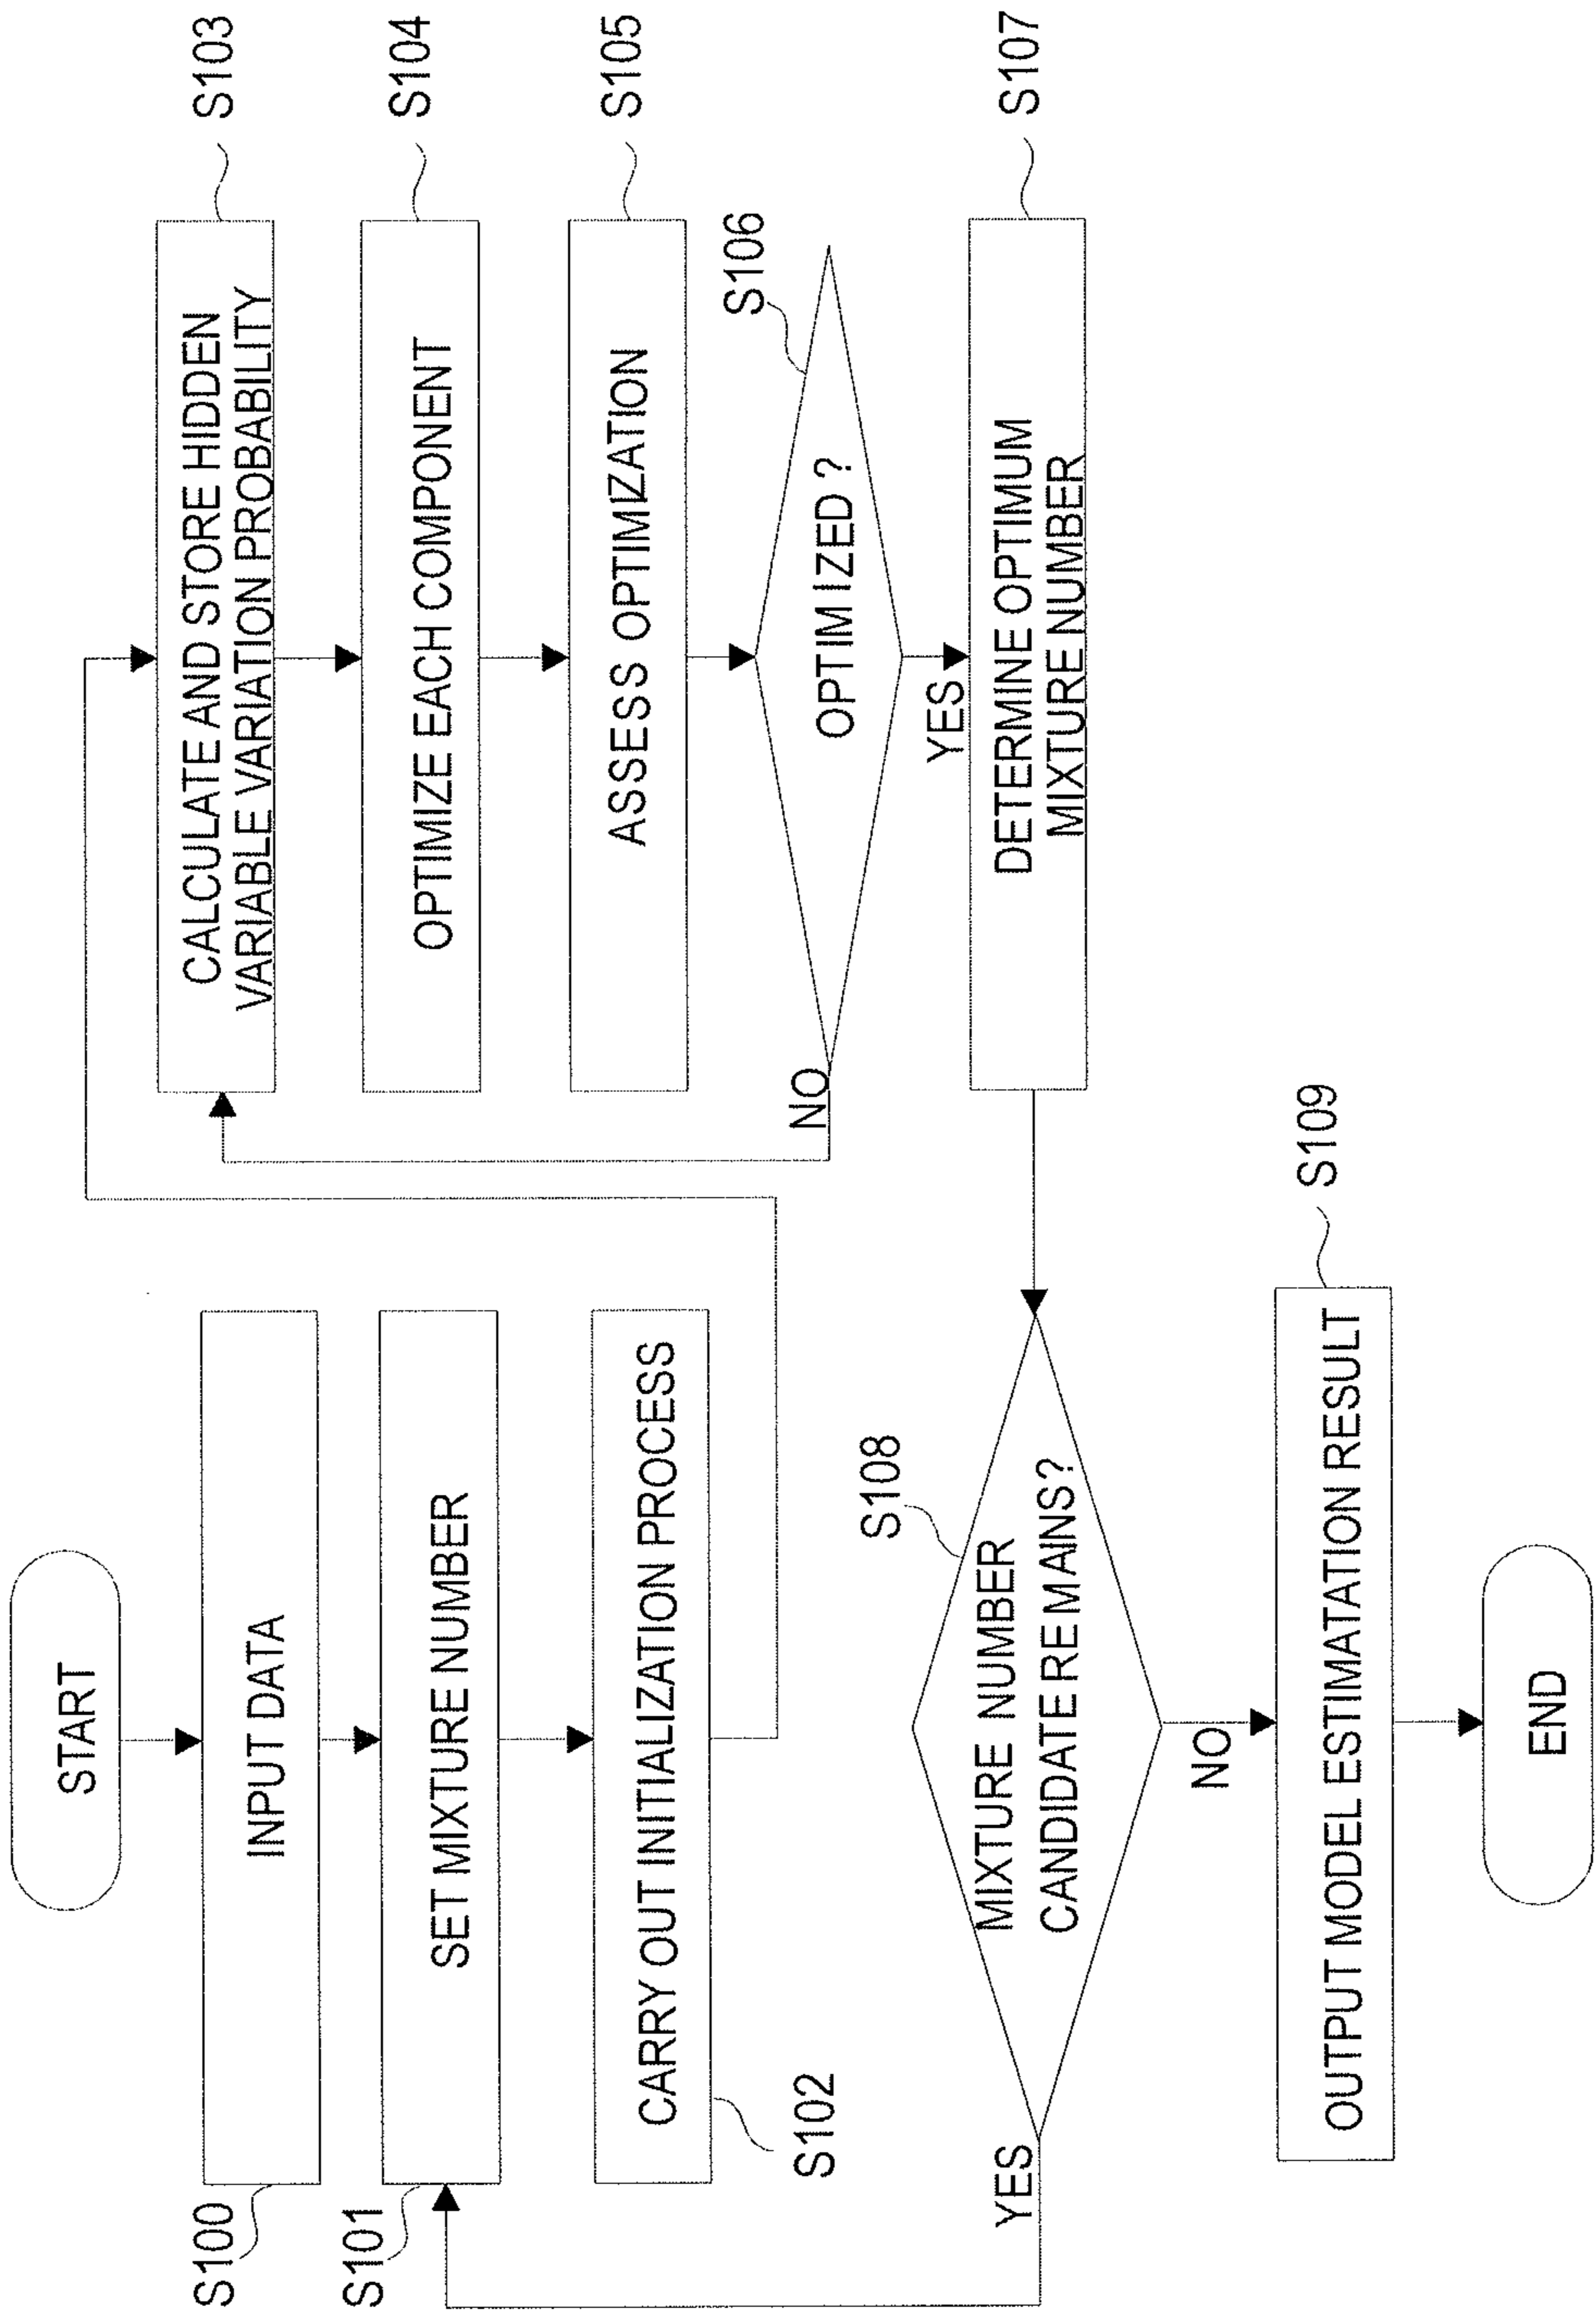 START
S100
INPUT DATA
S101
SET MIXTURE NUMBER
CARRY OUT INITIALIZATION PROCESS
S102
CALCULATE AND STORE HIDDEN
VARIABLE VARIATION PROBABILITY
S103
OPTIMIZE EACH COMPONENT
S104
ASSESS OPTIMIZATION
S105
OPTIMIZED ?
S106
NO
YES
DETERMINE OPTIMUM
MIXTURE NUMBER
S107
MIXTURE NUMBER
CANDIDATE REMAINS?
S108
YES
NO
OUTPUT MODEL ESTIMATATION RESULT
S109
END